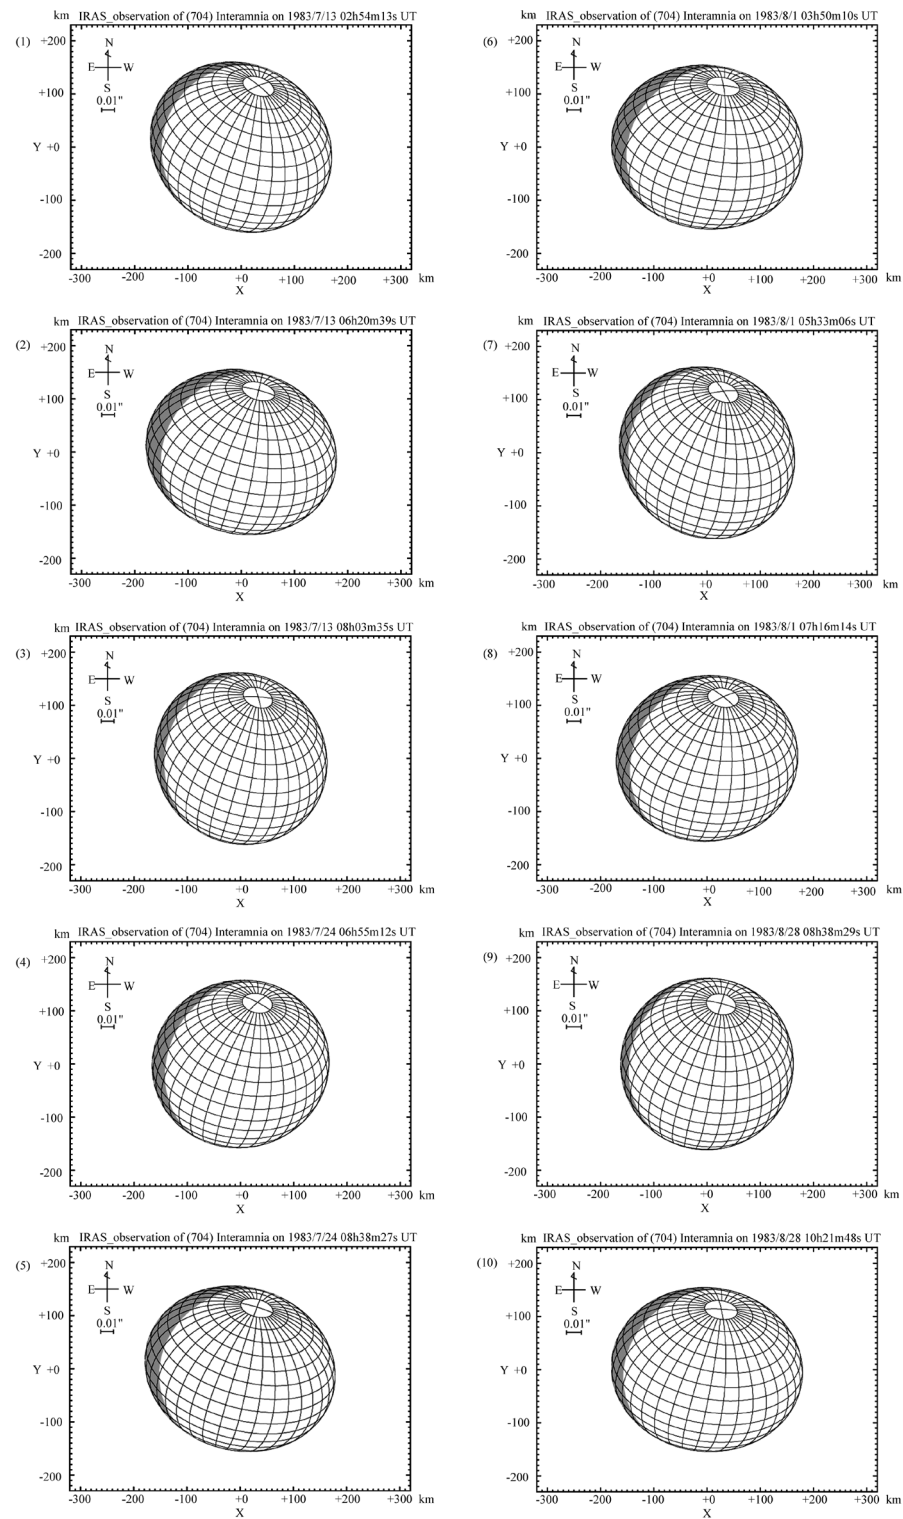 IRAS_observation of (704) Interamnia on 1983/7/13 02h54m13s UT
(1)
+200
+100
Y +0
-100
-200
N
E W
S
0.01"
-300 -200 -100 +0 +100 +200 +300 km
X
km IRAS_observation of (704) Interamnia on 1983/7/13 06h20m39s UT
(2)
+200
+100
Y +0
-100
-200
N
E W
S
0.01"
-300 -200 -100 +0 +100 +200 +300 km
X
km IRAS_observation of (704) Interamnia on 1983/7/13 08h03m35s UT
(3)
+200
+100
Y +0
-100
-200
N
E W
S
0.01"
-300 -200 -100 +0 +100 +200 +300 km
X
km IRAS_observation of (704) Interamnia on 1983/7/24 06h55m12s UT
(4)
+200
+100
Y +0
-100
-200
N
E W
S
0.01"
-300 -200 -100 +0 +100 +200 +300 km
X
km IRAS_observation of (704) Interamnia on 1983/7/24 08h38m27s UT
(5)
+200
+100
Y +0
-100
-200
N
E W
S
0.01"
-300 -200 -100 +0 +100 +200 +300 km
X
km IRAS_observation of (704) Interamnia on 1983/8/1 03h50m10s UT
(6)
+200
+100
Y +0
-100
-200
N
E W
S
0.01"
-300 -200 -100 +0 +100 +200 +300 km
X
km IRAS_observation of (704) Interamnia on 1983/8/1 05h33m06s UT
(7)
+200
+100
Y +0
-100
-200
N
E W
S
0.01"
-300 -200 -100 +0 +100 +200 +300 km
X
km IRAS_observation of (704) Interamnia on 1983/8/1 07h16m14s UT
(8)
+200
+100
Y +0
-100
-200
N
E W
S
0.01"
-300 -200 -100 +0 +100 +200 +300 km
X
km IRAS_observation of (704) Interamnia on 1983/8/28 08h38m29s UT
(9)
+200
+100
Y +0
-100
-200
N
E W
S
0.01"
-300 -200 -100 +0 +100 +200 +300 km
X
km IRAS_observation of (704) Interamnia on 1983/8/28 10h21m48s UT
(10)
+200
+100
Y +0
-100
-200
N
E W
S
0.01"
-300 -200 -100 +0 +100 +200 +300 km
X